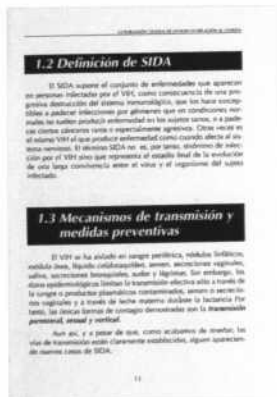 1.2 Definición de SIDA
El SIDA supone el conjunto de enfermedades que aparecen
en personas infectadas por el VIH, como consecuencia de una pro-
gresiva destrucción del sistema inmunológico, que los hace suscep-
tibles a padecer infecciones por gérmenes que en condiciones nor-
males no suelen producir enfermedad en los sujetos sanos, o a pade-
cer ciertos cánceres raros o especialmente agresivos. Otras veces es
el mismo VIH el que produce enfermedad como cuando afecta al sis-
tema nervioso. El término SIDA no es, por tanto, sinónimo de infec-
ción por el VIH sino que representa el estadio final de la evolución
de una larga convivencia entre el virus y el organismo del sujeto
infectado.
1.3 Mecanismos de transmisión y
medidas preventivas
El VIH se ha aislado en sangre periférica, nódulos linfáticos,
médula ósea, líquido cefalorraquídeo, semen, secreciones vaginales,
saliva, secreciones bronquiales, sudor y lágrimas. Sin embargo, los
datos epidemiológicos limitan la transmisión efectiva sólo a través de
la sangre o productos plasmáticos contaminados, semen o secrecio-
nes vaginales y a través de leche materna durante la lactancia. Por
tanto, las únicas formas de contagio demostradas son la transmisión
parenteral, sexual y vertical.
Aun así, y a pesar de que, como acabamos de reseñar, las
vías de transmisión están claramente establecidas, siguen aparecien-
do nuevos casos de SIDA.